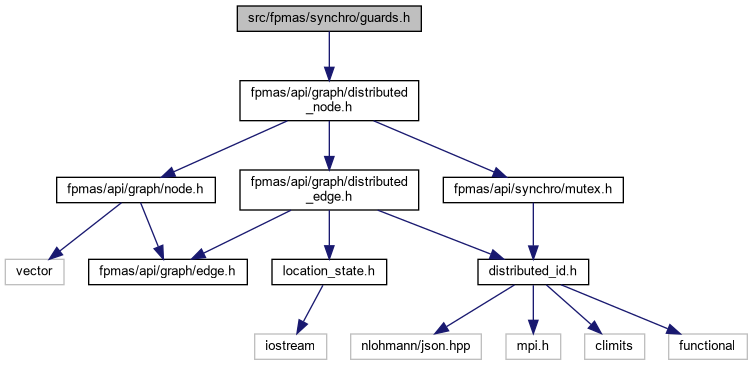 src/fpmas/synchro/guards.h
fpmas/api/graph/distributed
_node.h
fpmas/api/graph/node.h
fpmas/api/graph/distributed
_edge.h
fpmas/api/synchro/mutex.h
vector
fpmas/api/graph/edge.h
location_state.h
distributed_id.h
iostream
nlohmann/json.hpp
mpi.h
climits
functional